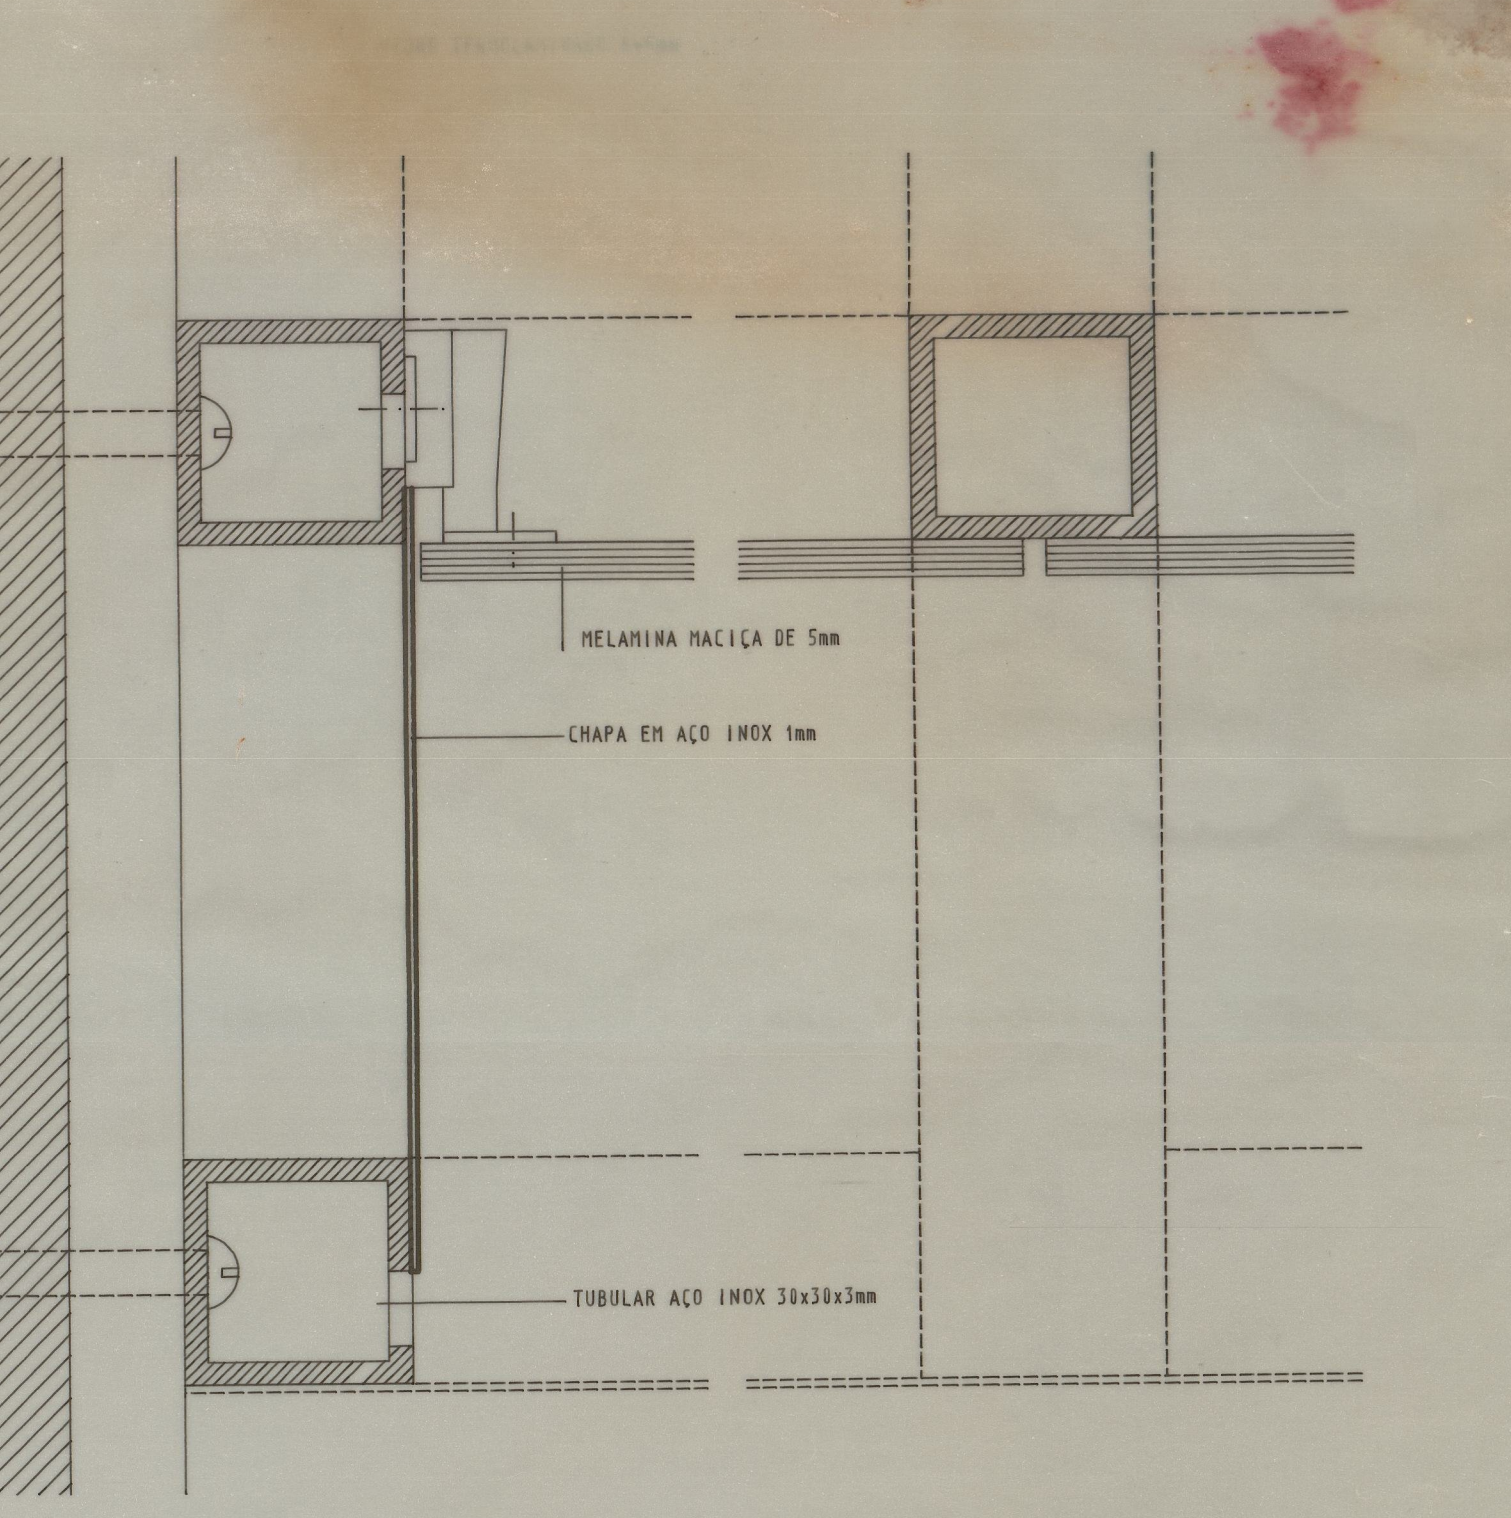 MELAMINA MACIÇA DE 5mm
CHAPA EM AÇO INOX 1mm
TUBULAR AÇO INOX 30x30x3mm